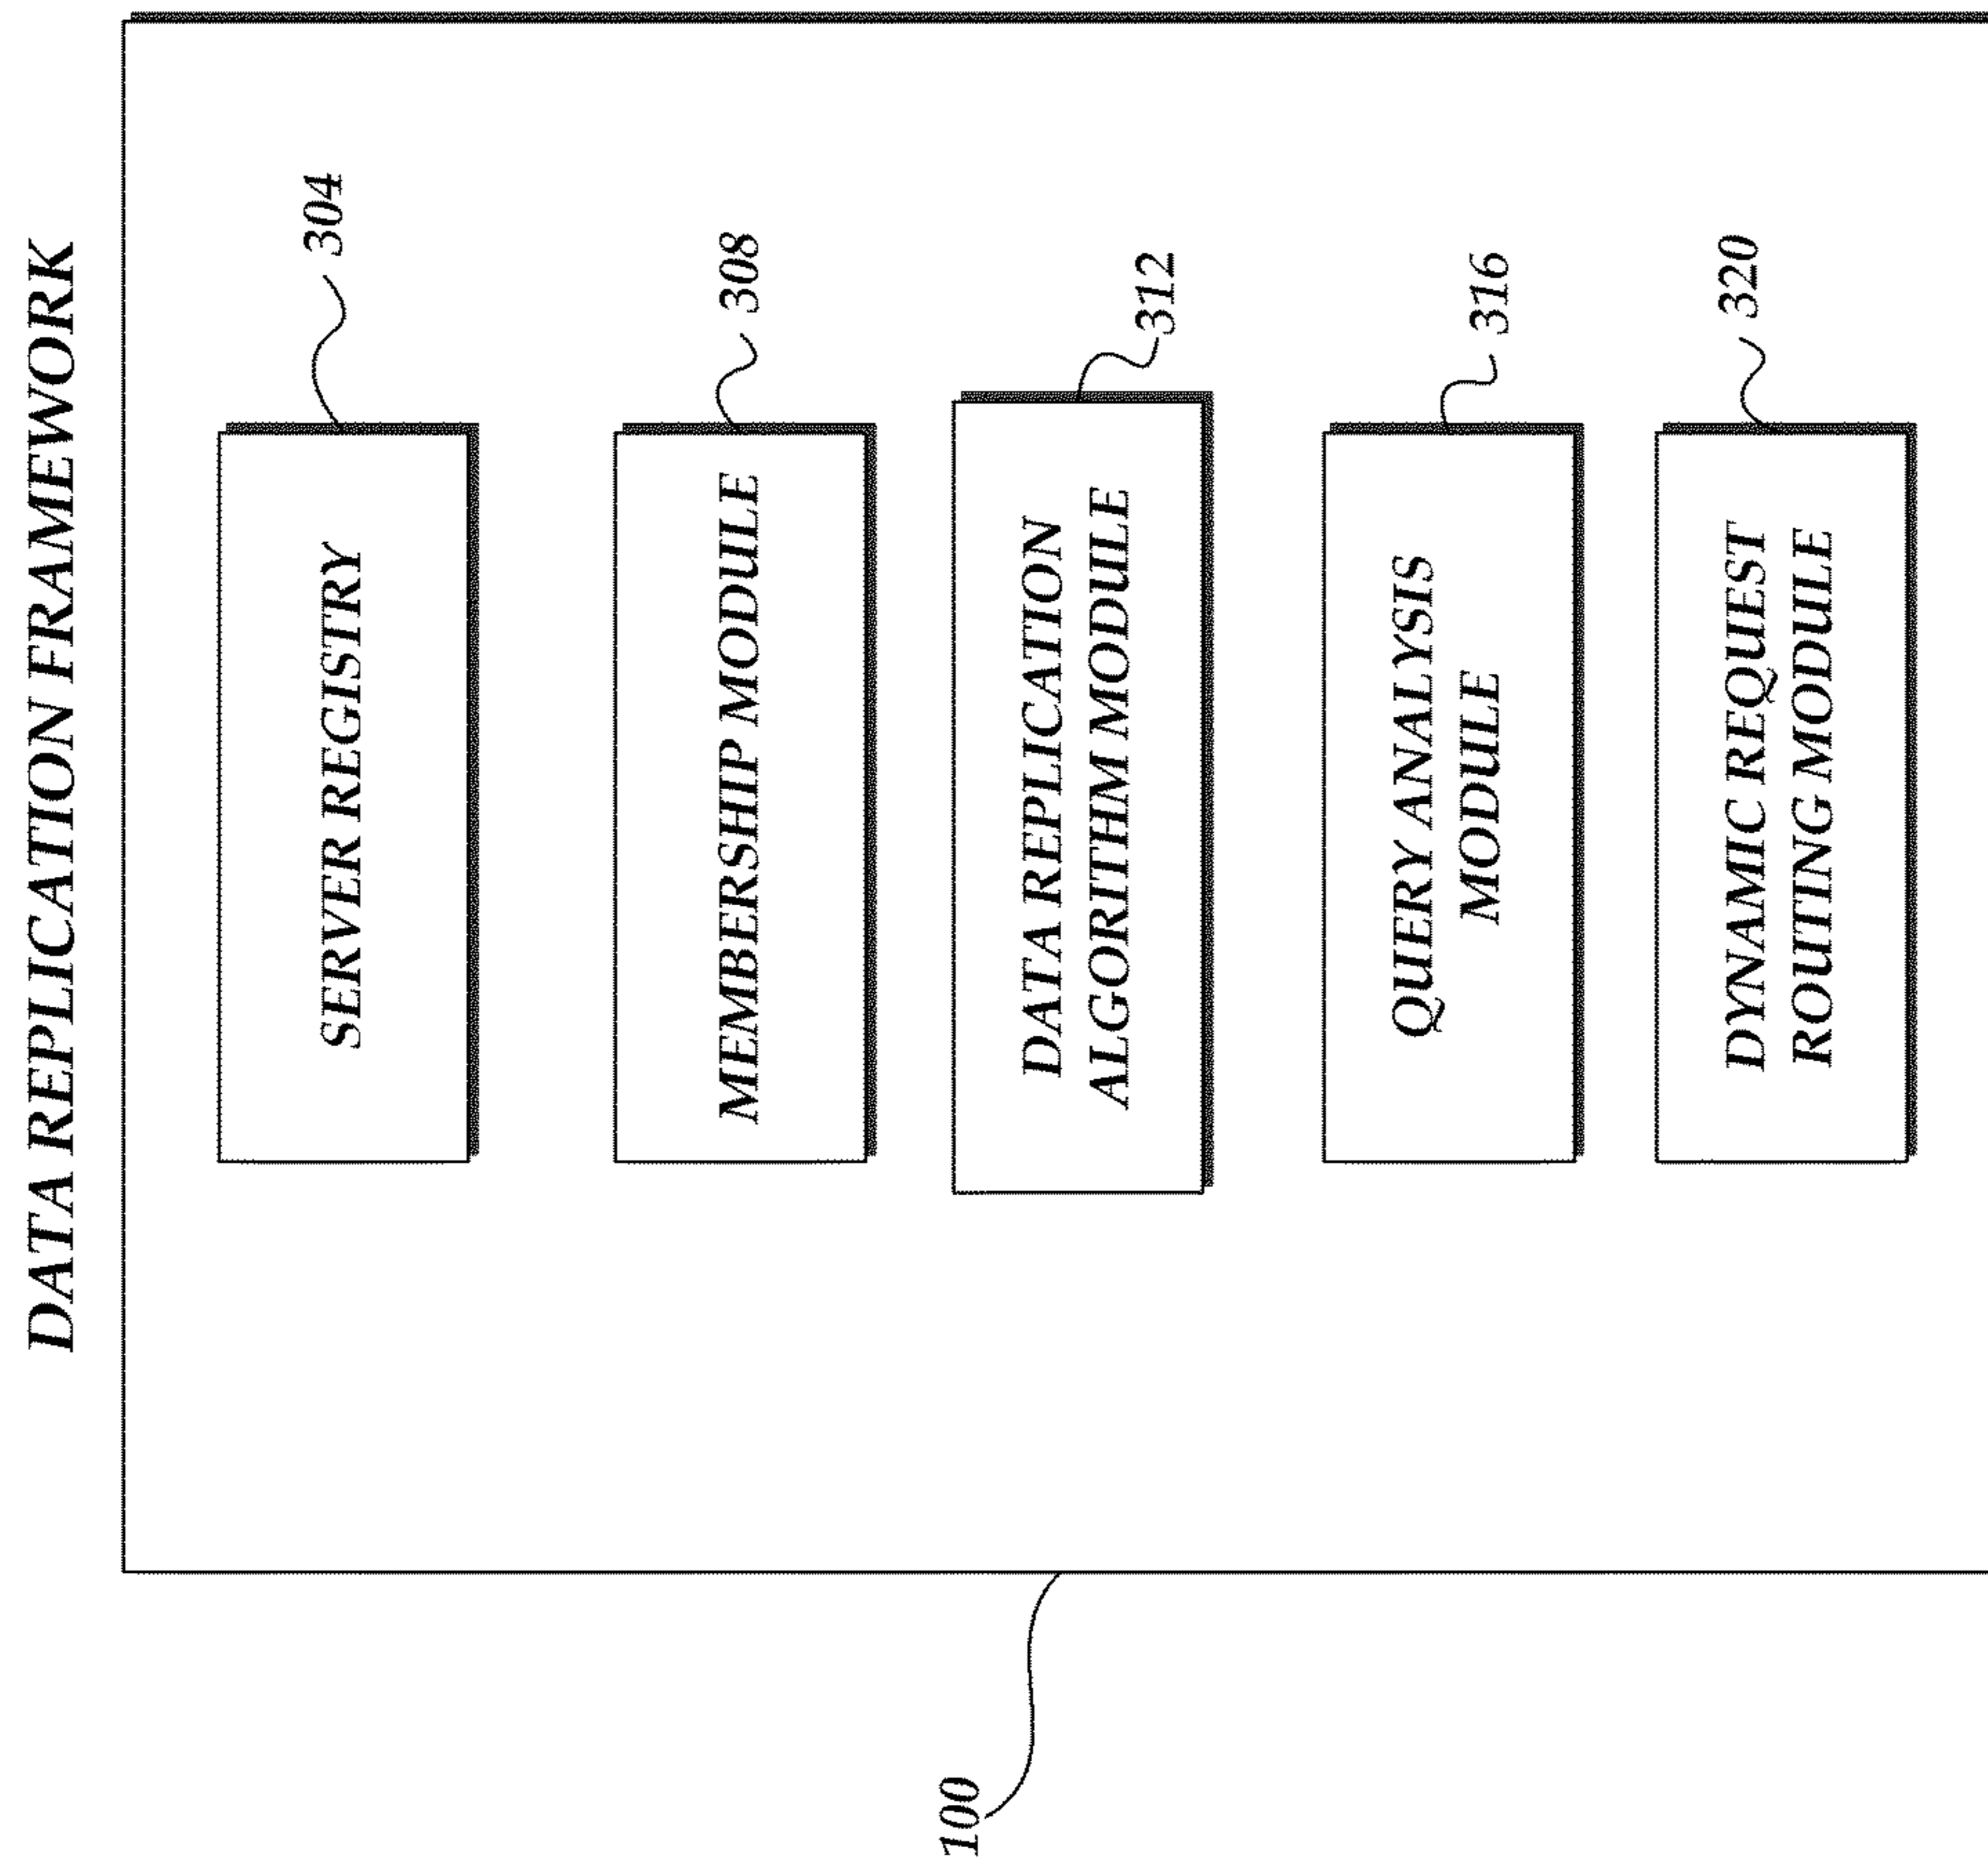 DATA REPLICATION FRAMEWORK
SERVER REGISTRY
304
MEMBERSHIP MODULE
308
DATA REPLICATION
ALGORITHM MODULE
312
QUERY ANALYSIS
MODULE
316
DYNAMIC REQUEST
ROUTING MODULE
320
100